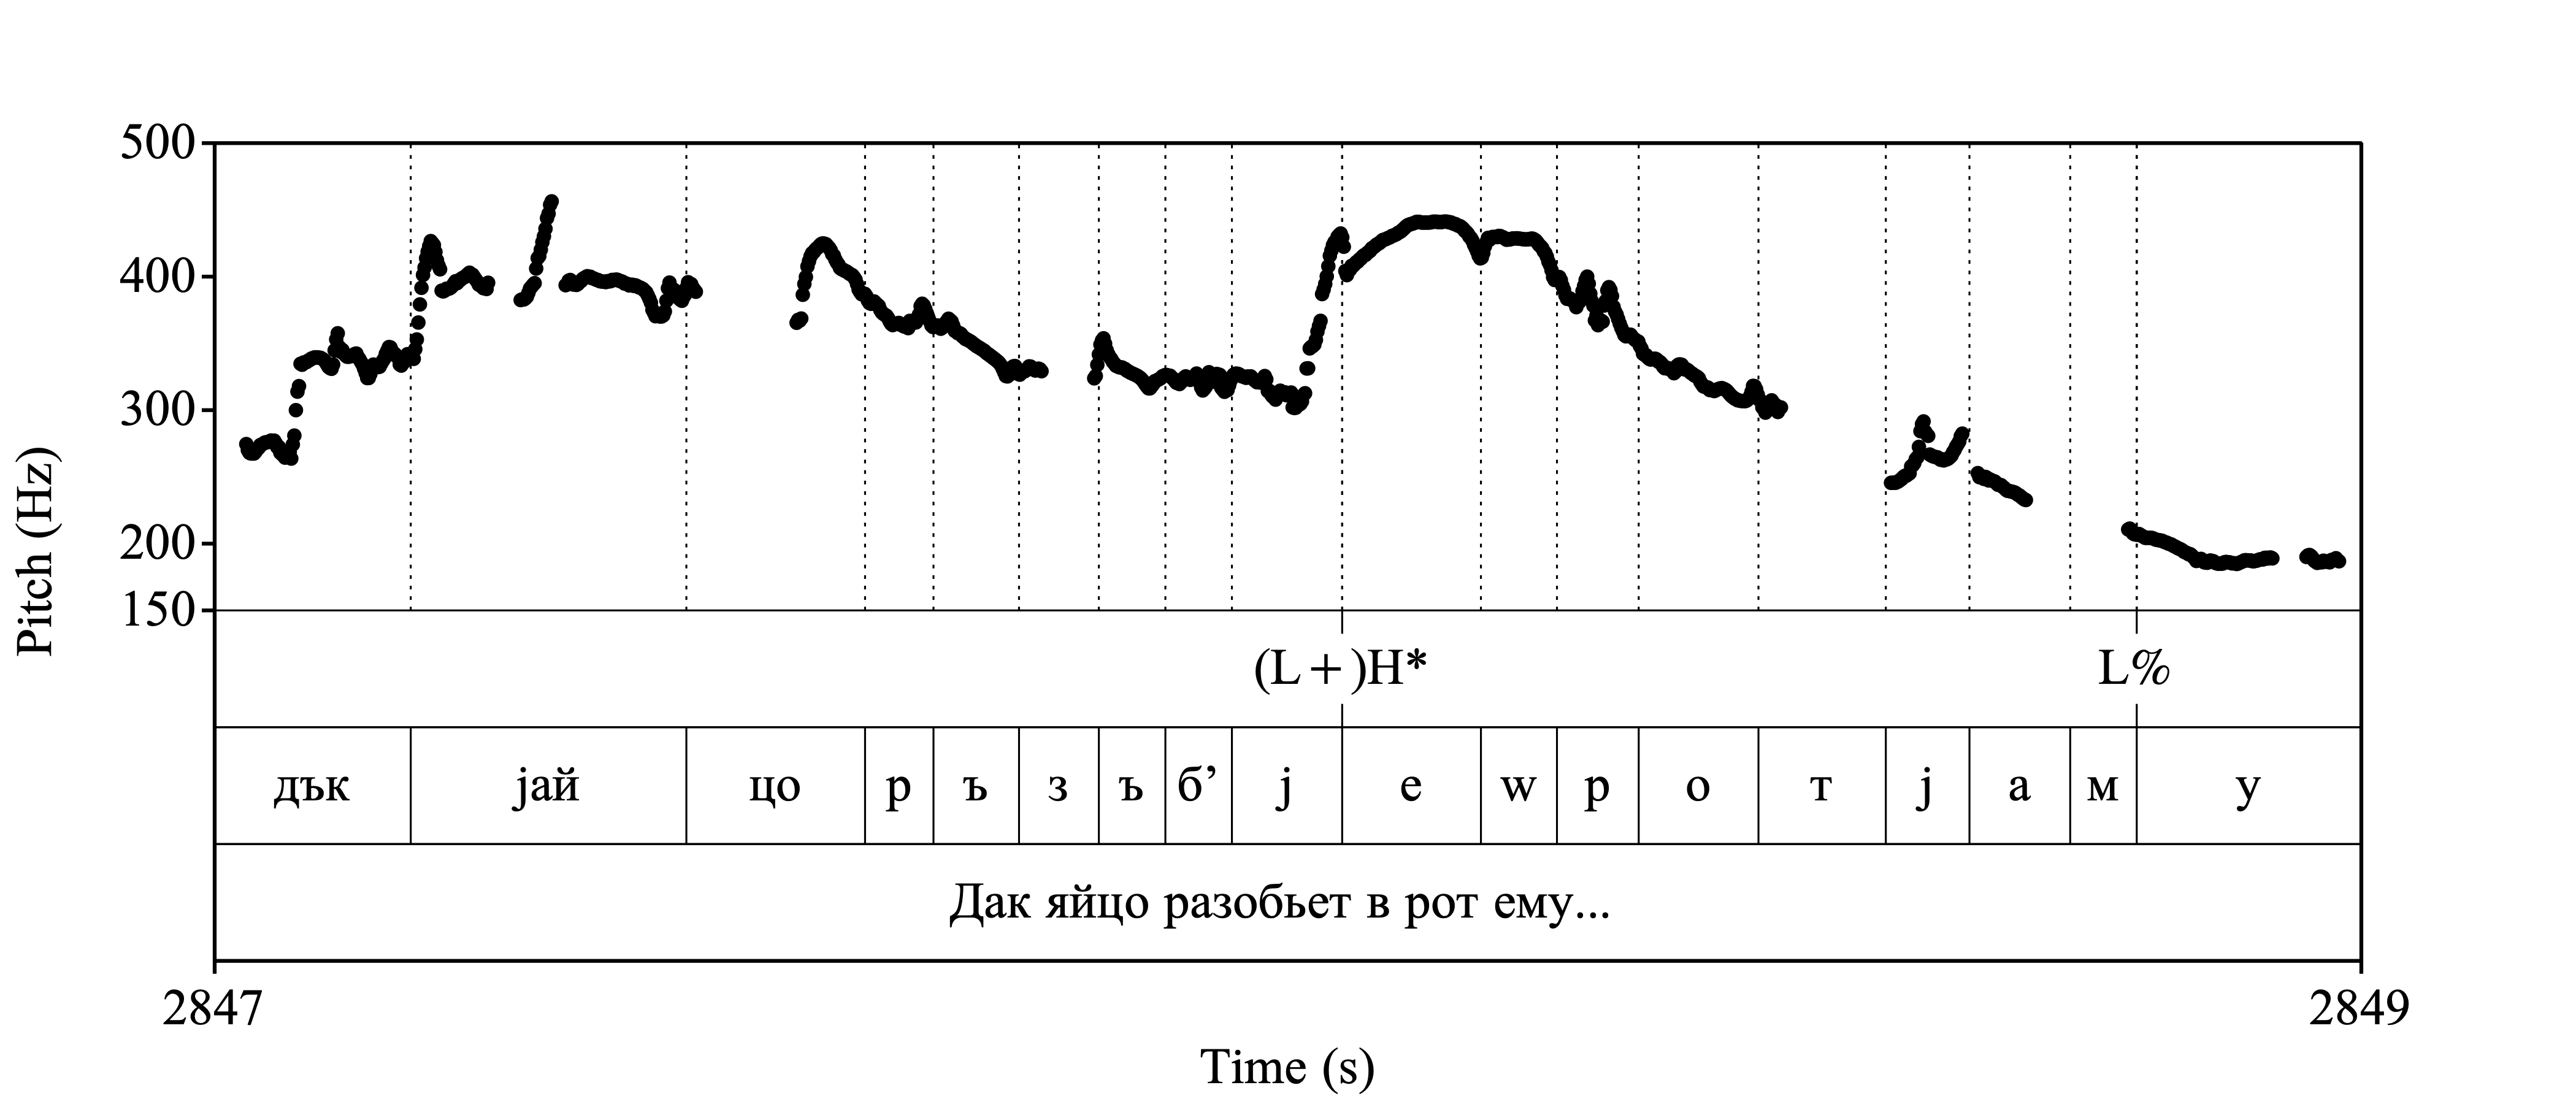 500
400
300
200
150
Pitch (Hz)
(L+)H* L%
дък jай цо р ъ з ъ б’ j е w р о т j а м у
Дак яйцо разобьет в рот ему...
2847 2849
Time (s)